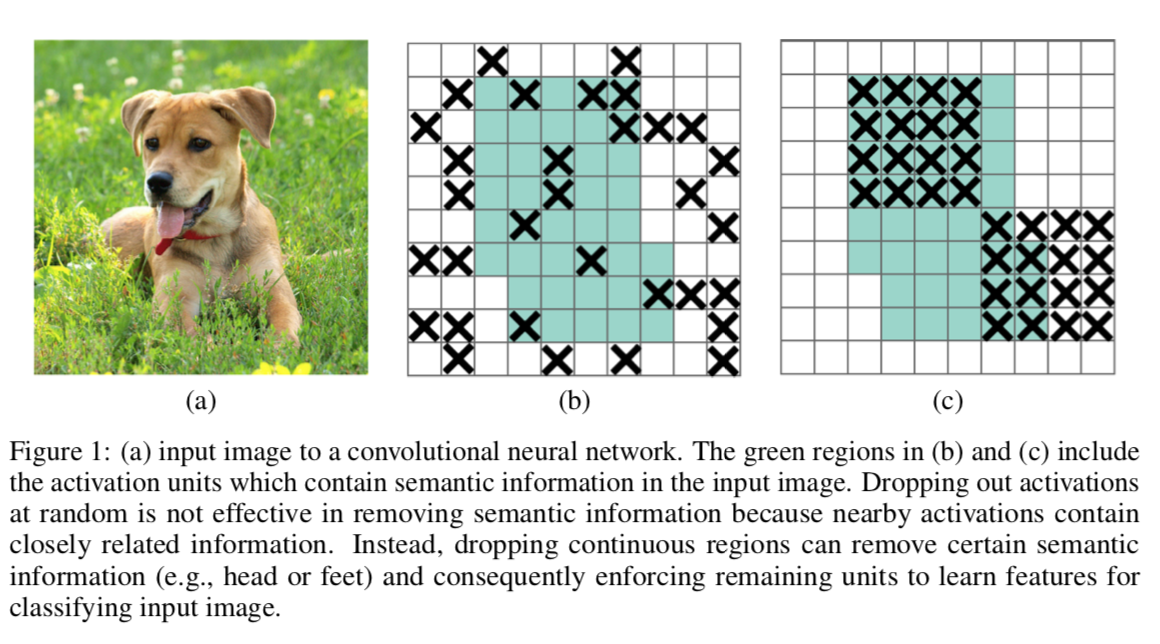 (a)
(b)
(c)
Figure 1: (a) input image to a convolutional neural network. The green regions in (b) and (c) include
the activation units which contain semantic information in the input image. Dropping out activations
at random is not effective in removing semantic information because nearby activations contain
closely related information. Instead, dropping continuous regions can remove certain semantic
information (e.g., head or feet) and consequently enforcing remaining units to learn features for
classifying input image.